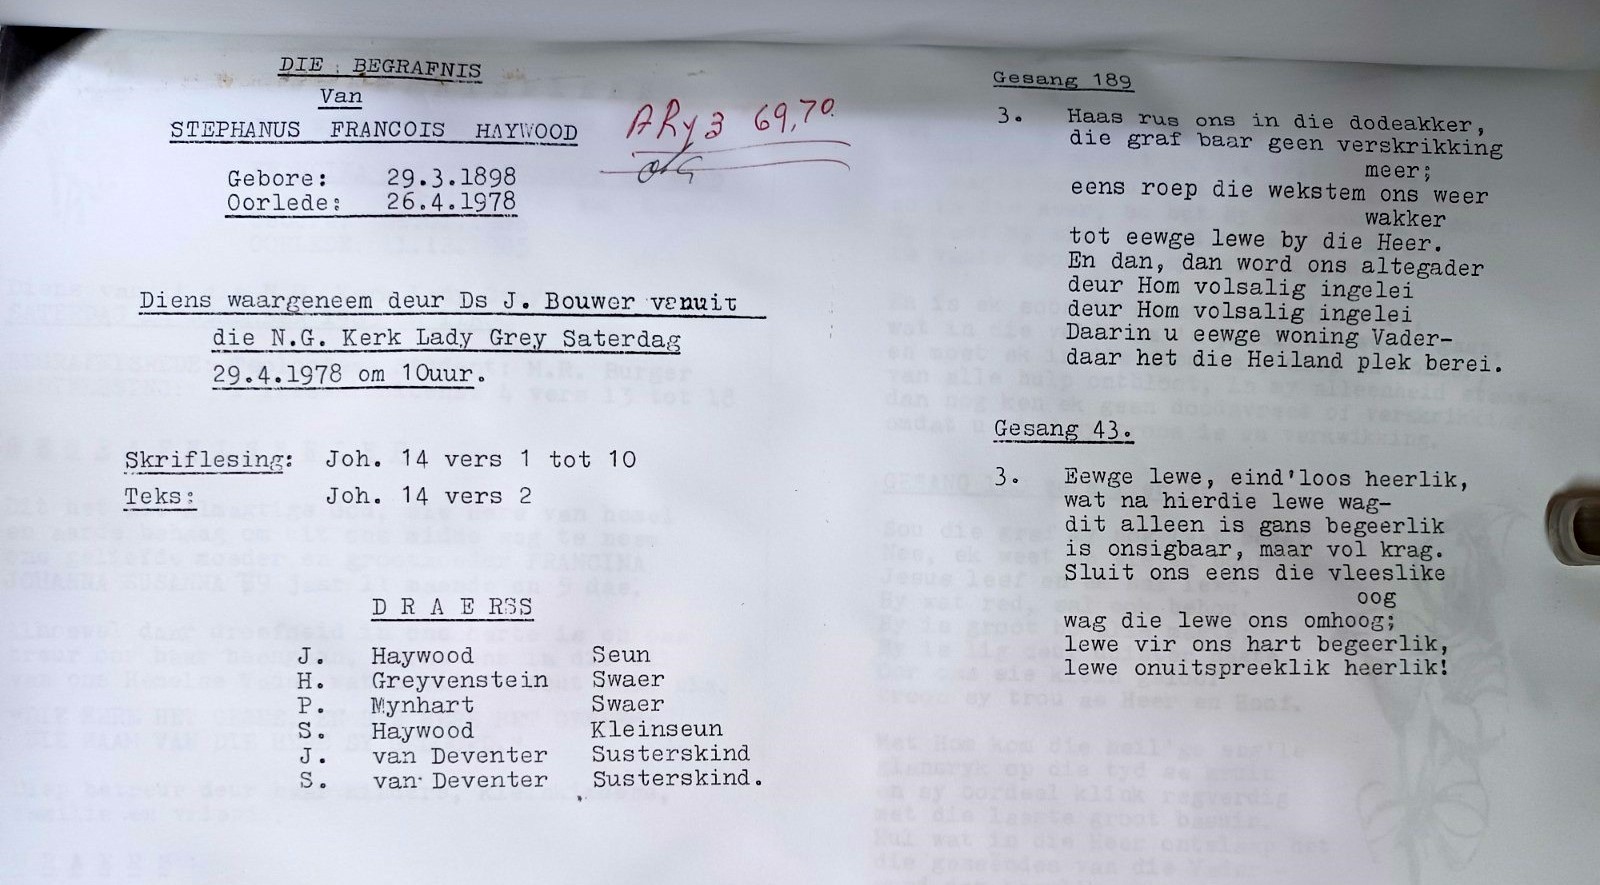 DIE BEGRAFNIS
Van
STEPHANUS FRANCOIS HAYWOOD
ARy3 69,70
Gebore: 29.3.1898
Oorlede: 26.4.1978
Diens waargeneem deur Ds J. Bouwer vanuit
die N.G. Kerk Lady Grey Saterdag
29.4.1978 om 10uur.
Skriflesing: Joh. 14 vers 1 tot 10
Teks: Joh. 14 vers 2
D R A E RSS
J. Haywood Seun
H. Greyvenstein Swaer
P. Mynhart Swaer
S. Haywood Kleinseun
J. van Deventer Susterskind
S. van Deventer Susterskind.
Gesang 189
3. Haas rus ons in die dodeakker,
die graf baar geen verskrikking
meer;
eens roep die wekstem ons weer
wakker
tot eewge lewe by die Heer.
En dan, dan word ons altegader
deur Hom volsalig ingelei
deur Hom volsalig ingelei
Daarin u eewge woning Vader-
daar het die Heiland plek berei.
Gesang 43.
3. Eewge lewe, eind'loos heerlik,
wat na hierdie lewe wag-
dit alleen is gans begeerlik
is onsigbaar, maar vol krag.
Sluit ons eens die vleeslike
oog
wag die lewe ons omhoog;
lewe vir ons hart begeerlik,
lewe onuitspreeklik heerlik!